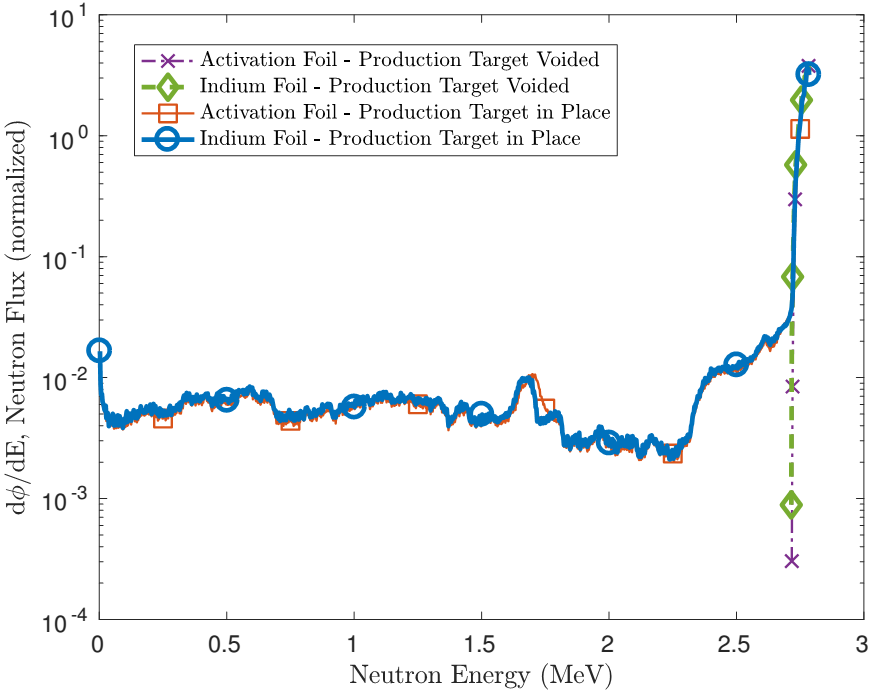 10^1
10^0
10^-1
10^-2
10^-3
10^-4
dϕ/dE, Neutron Flux (normalized)
Activation Foil - Production Target Voided
Indium Foil - Production Target Voided
Activation Foil - Production Target in Place
Indium Foil - Production Target in Place
0 0.5 1 1.5 2 2.5 3
Neutron Energy (MeV)